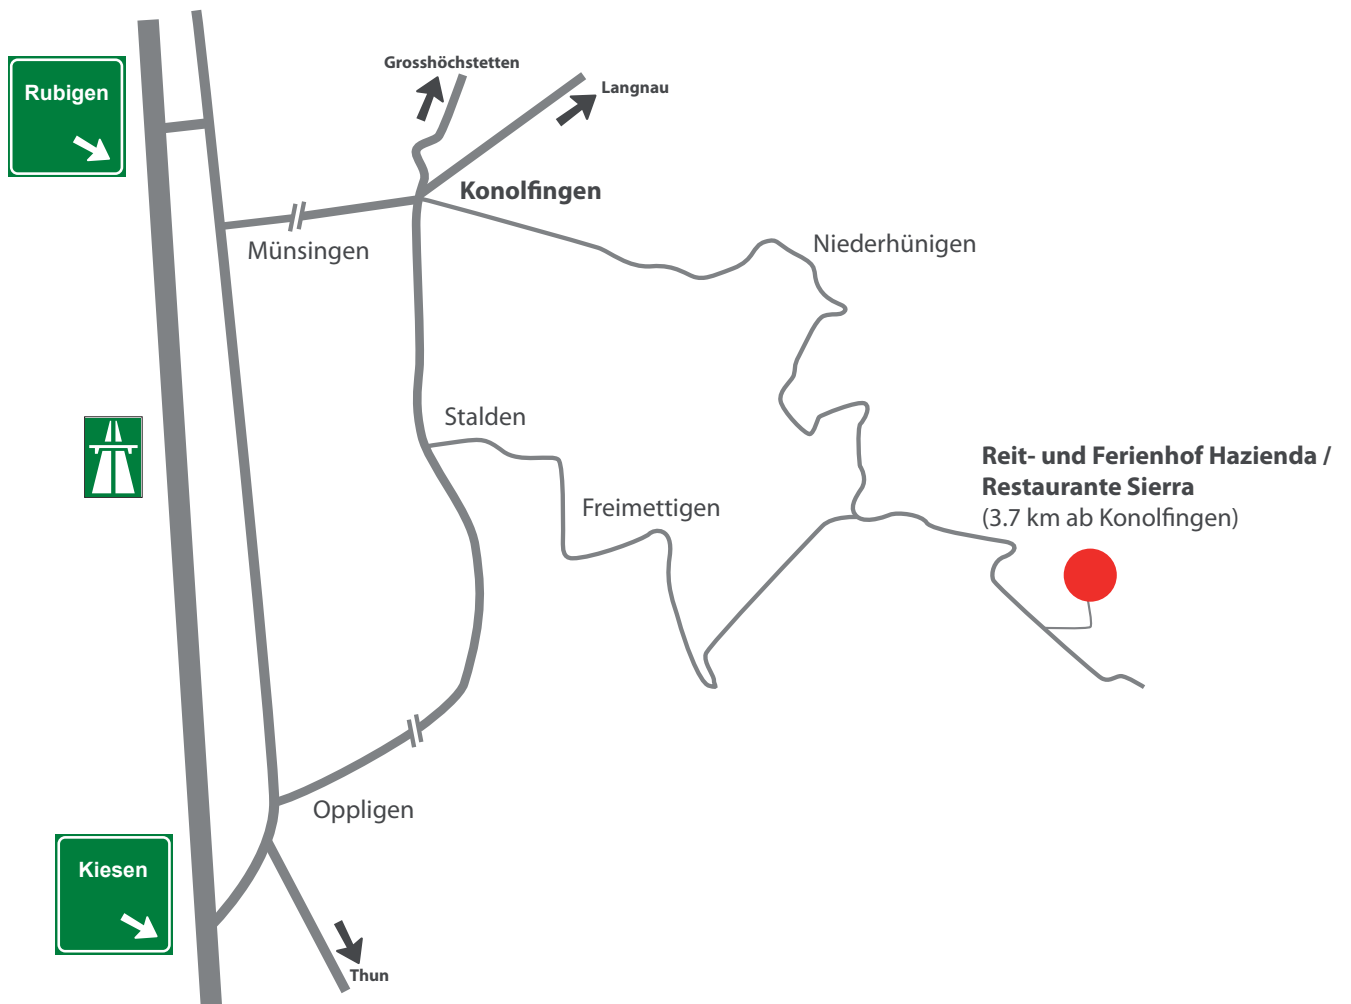 Grosshöchstetten
Langnau
Rubigen
Konolfingen
Münsingen
Niederhünigen
Stalden
Reit- und Ferienhof Hazienda /
Restaurante Sierra
(3.7 km ab Konolfingen)
Freimettigen
Oppligen
Kiesen
Thun